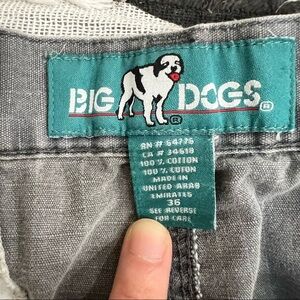 BIG DOGS®
®
RN # 64775
CA # 34619
100% COTTON
100% COTTON
MADE IN
UNITED ARAB
EMIRATES
36
SEE REVERSE
FOR CARE